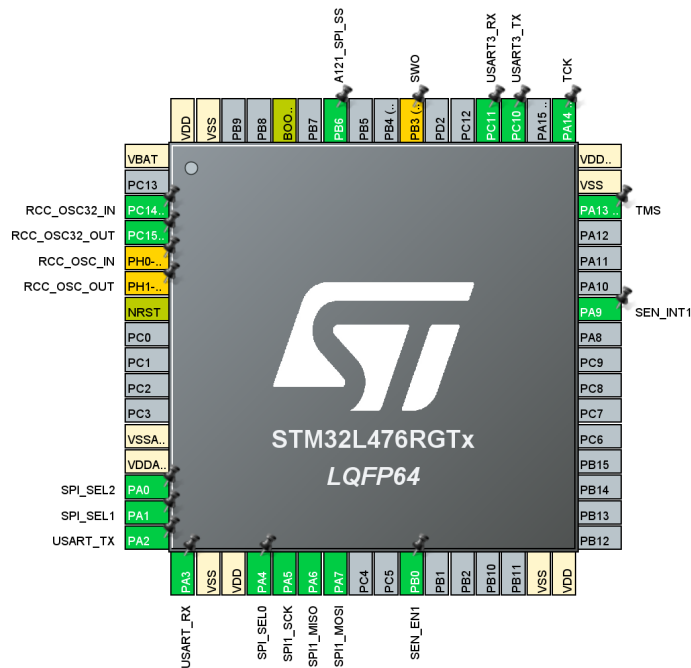 A121_SPI_SS
SWO
USART3_RX
USART3_TX
TCK
VDD
VSS
PB9
PB8
BOO..
PB7
PB6
PB5
PB4 (..
PB3 (..
PD2
PC12
PC11
PC10
PA15 ..
PA14
VBAT
PC13
RCC_OSC32_IN PC14..
RCC_OSC32_OUT PC15..
RCC_OSC_IN PH0-..
RCC_OSC_OUT PH1-..
NRST
PC0
PC1
PC2
PC3
VSSA..
VDDA..
SPI_SEL2 PA0
SPI_SEL1 PA1
USART_TX PA2
VDD..
VSS
PA13 .. TMS
PA12
PA11
PA10
PA9 SEN_INT1
PA8
PC9
PC8
PC7
PC6
PB15
PB14
PB13
PB12
ST
STM32L476RGTx
LQFP64
PA3
VSS
VDD
PA4
PA5
PA6
PA7
PC4
PC5
PB0
PB1
PB2
PB10
PB11
VSS
VDD
USART_RX
SPI_SEL0
SPI1_SCK
SPI1_MISO
SPI1_MOSI
SEN_EN1